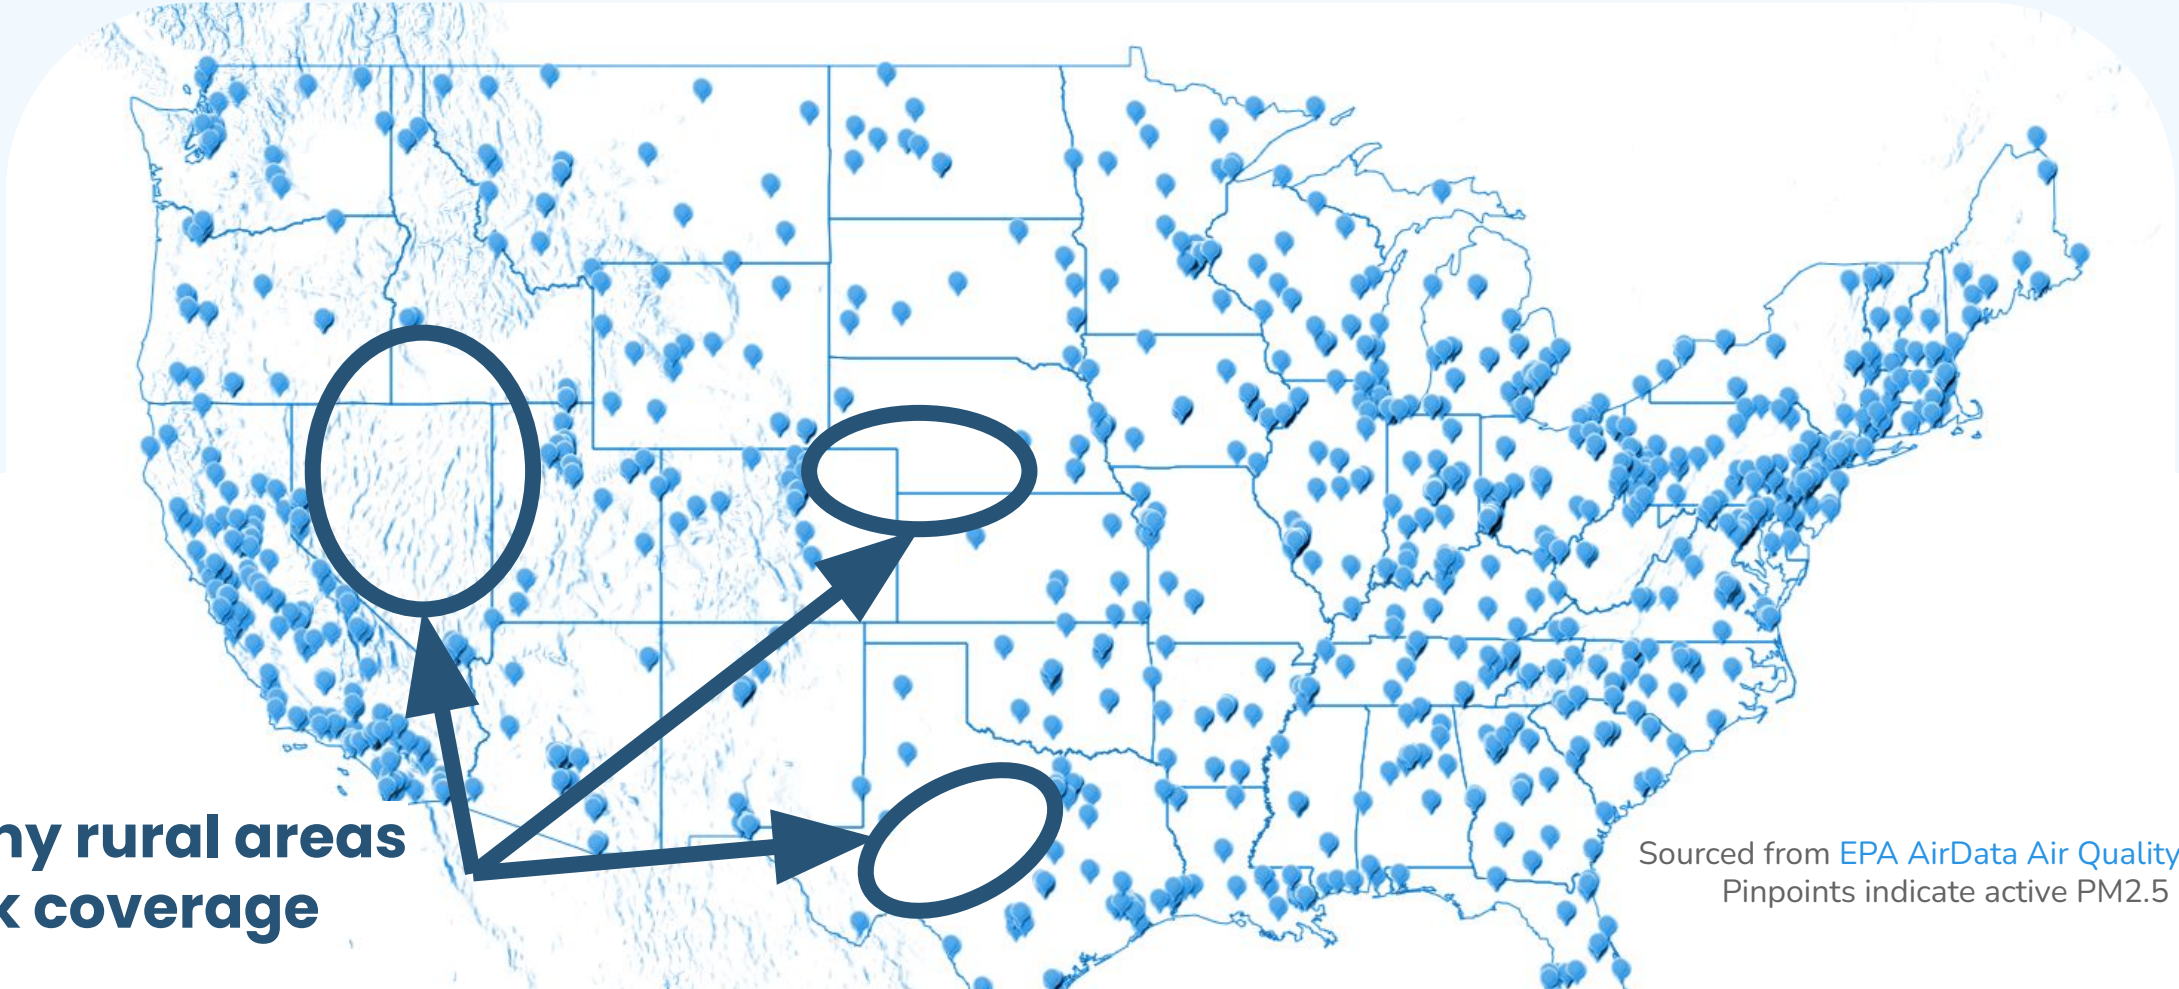 ny rural areas
k coverage
Sourced from EPA AirData Air Quality
Pinpoints indicate active PM2.5